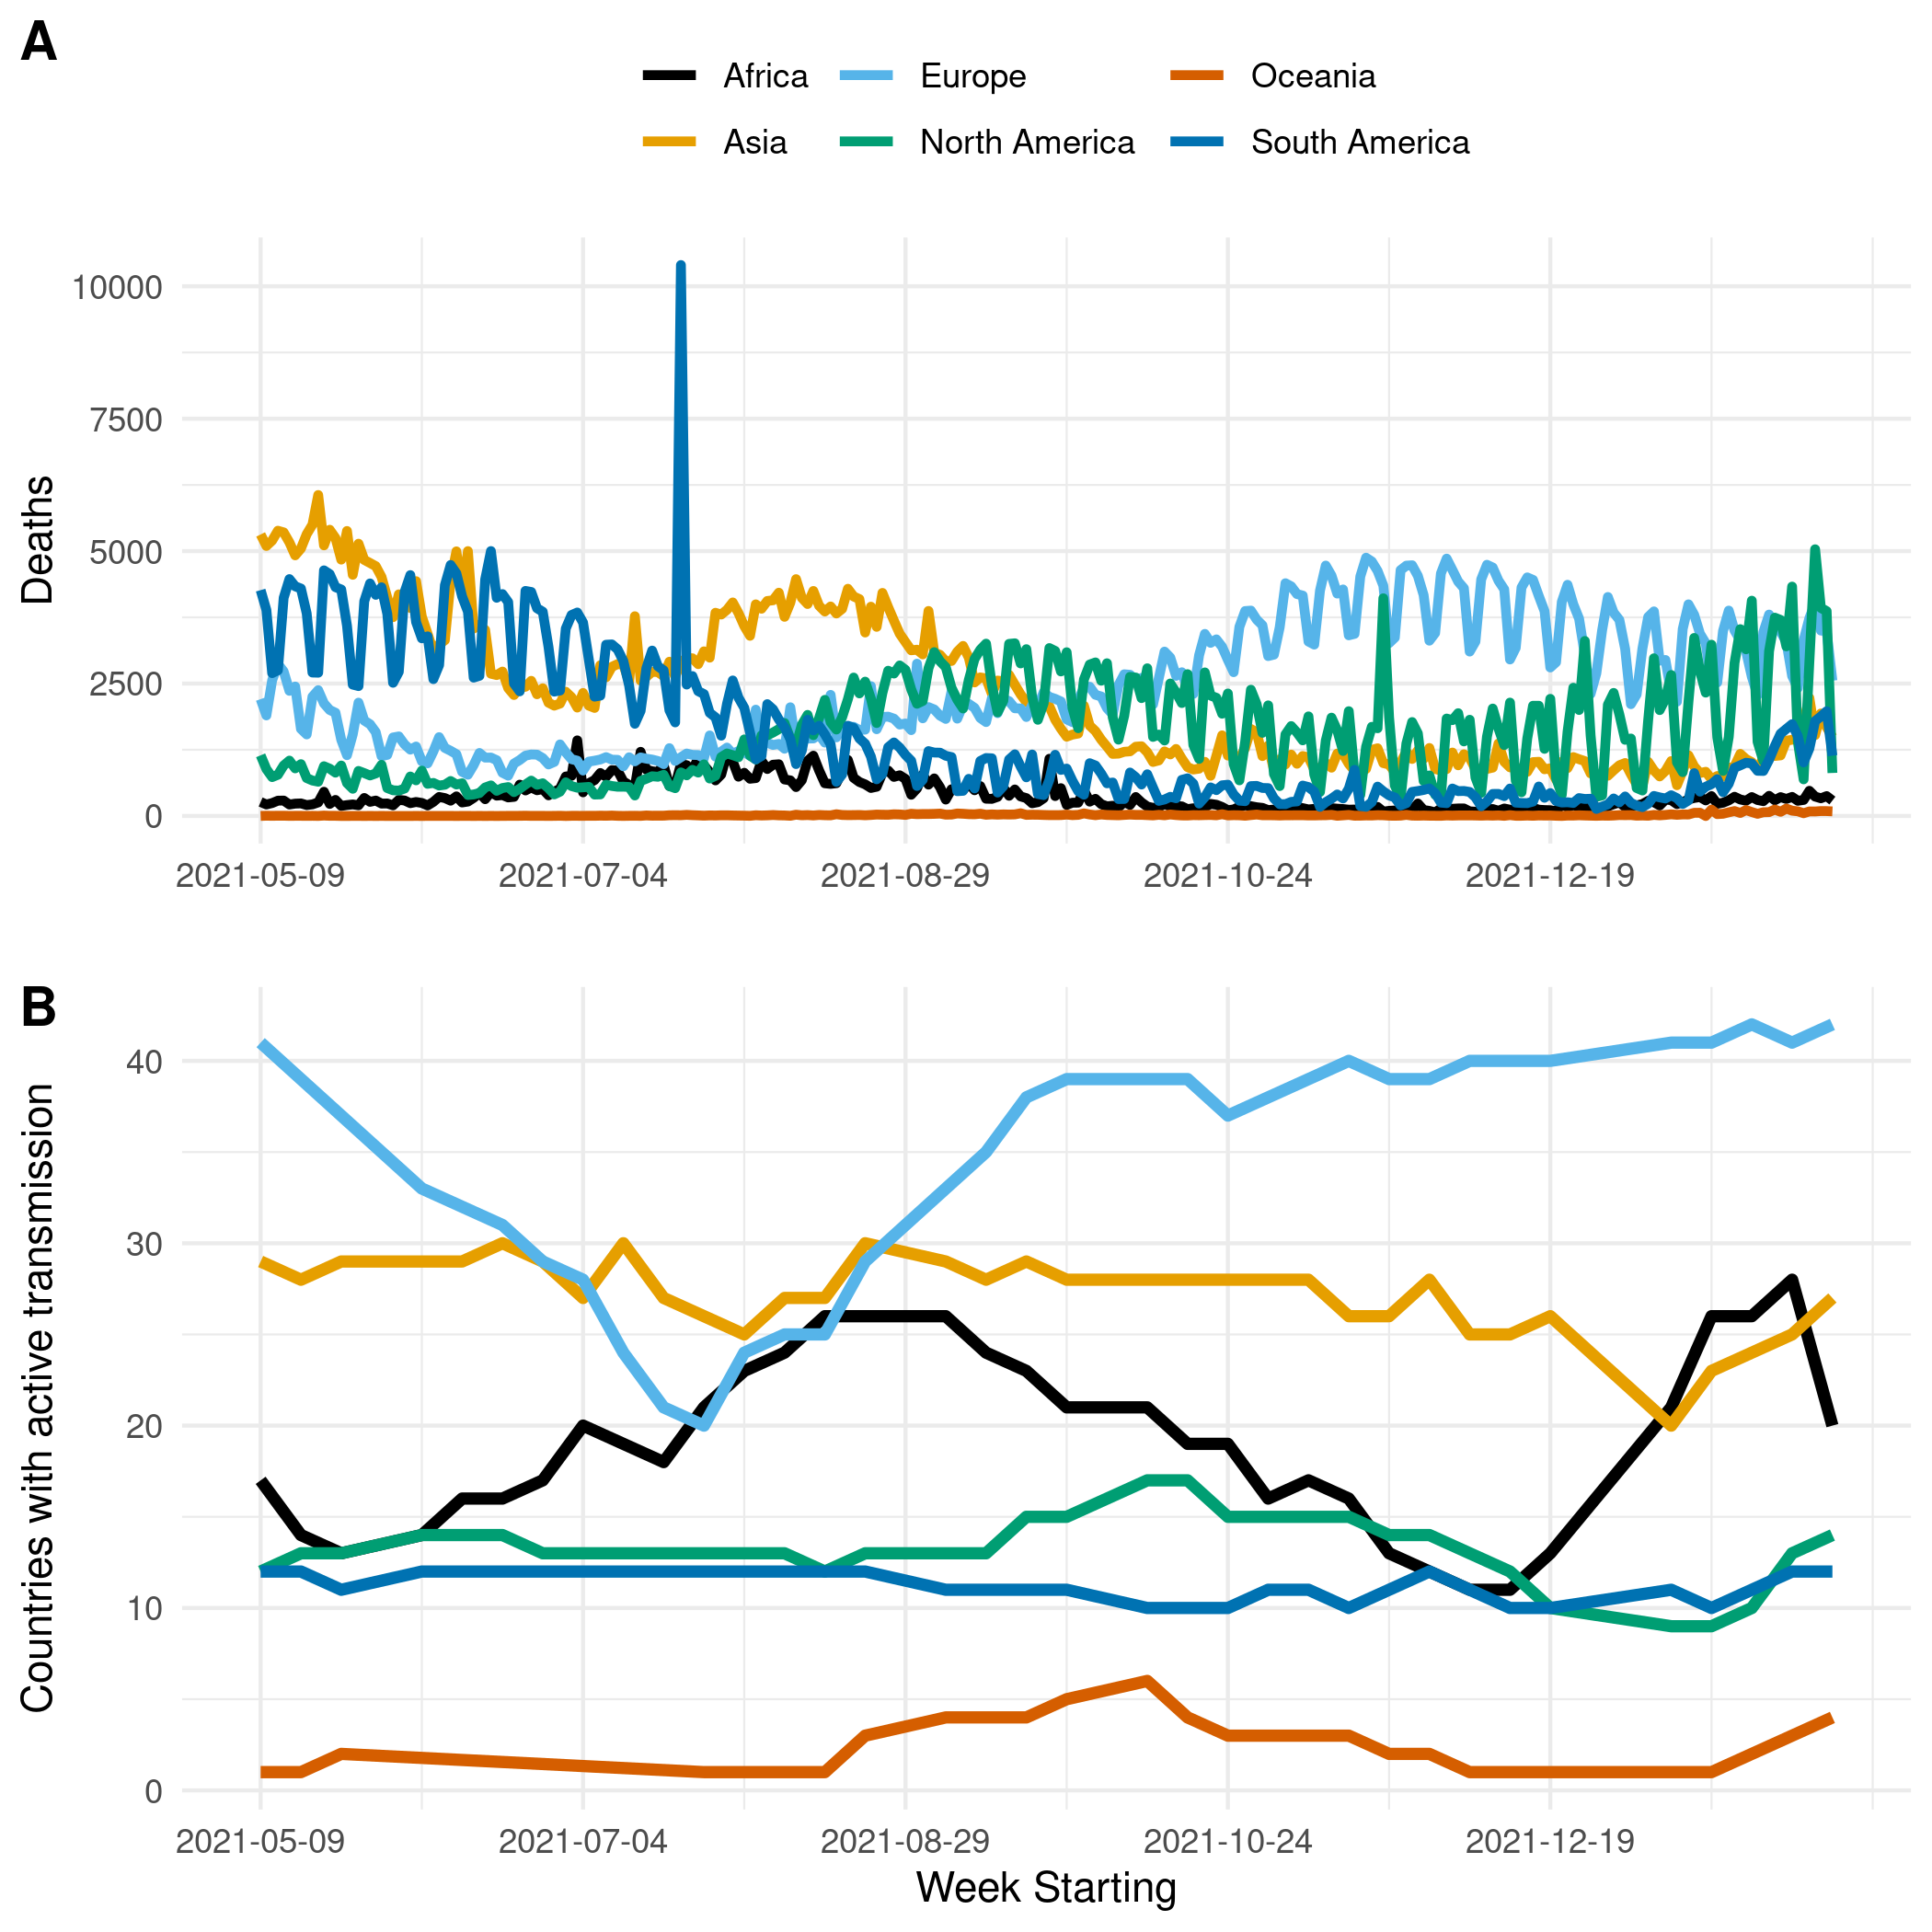 A
Africa Europe Oceania
Asia North America South America
10000
7500
5000
2500
0
Deaths
2021-05-09 2021-07-04 2021-08-29 2021-10-24 2021-12-19
B
40
30
20
10
0
Countries with active transmission
2021-05-09 2021-07-04 2021-08-29 2021-10-24 2021-12-19
Week Starting